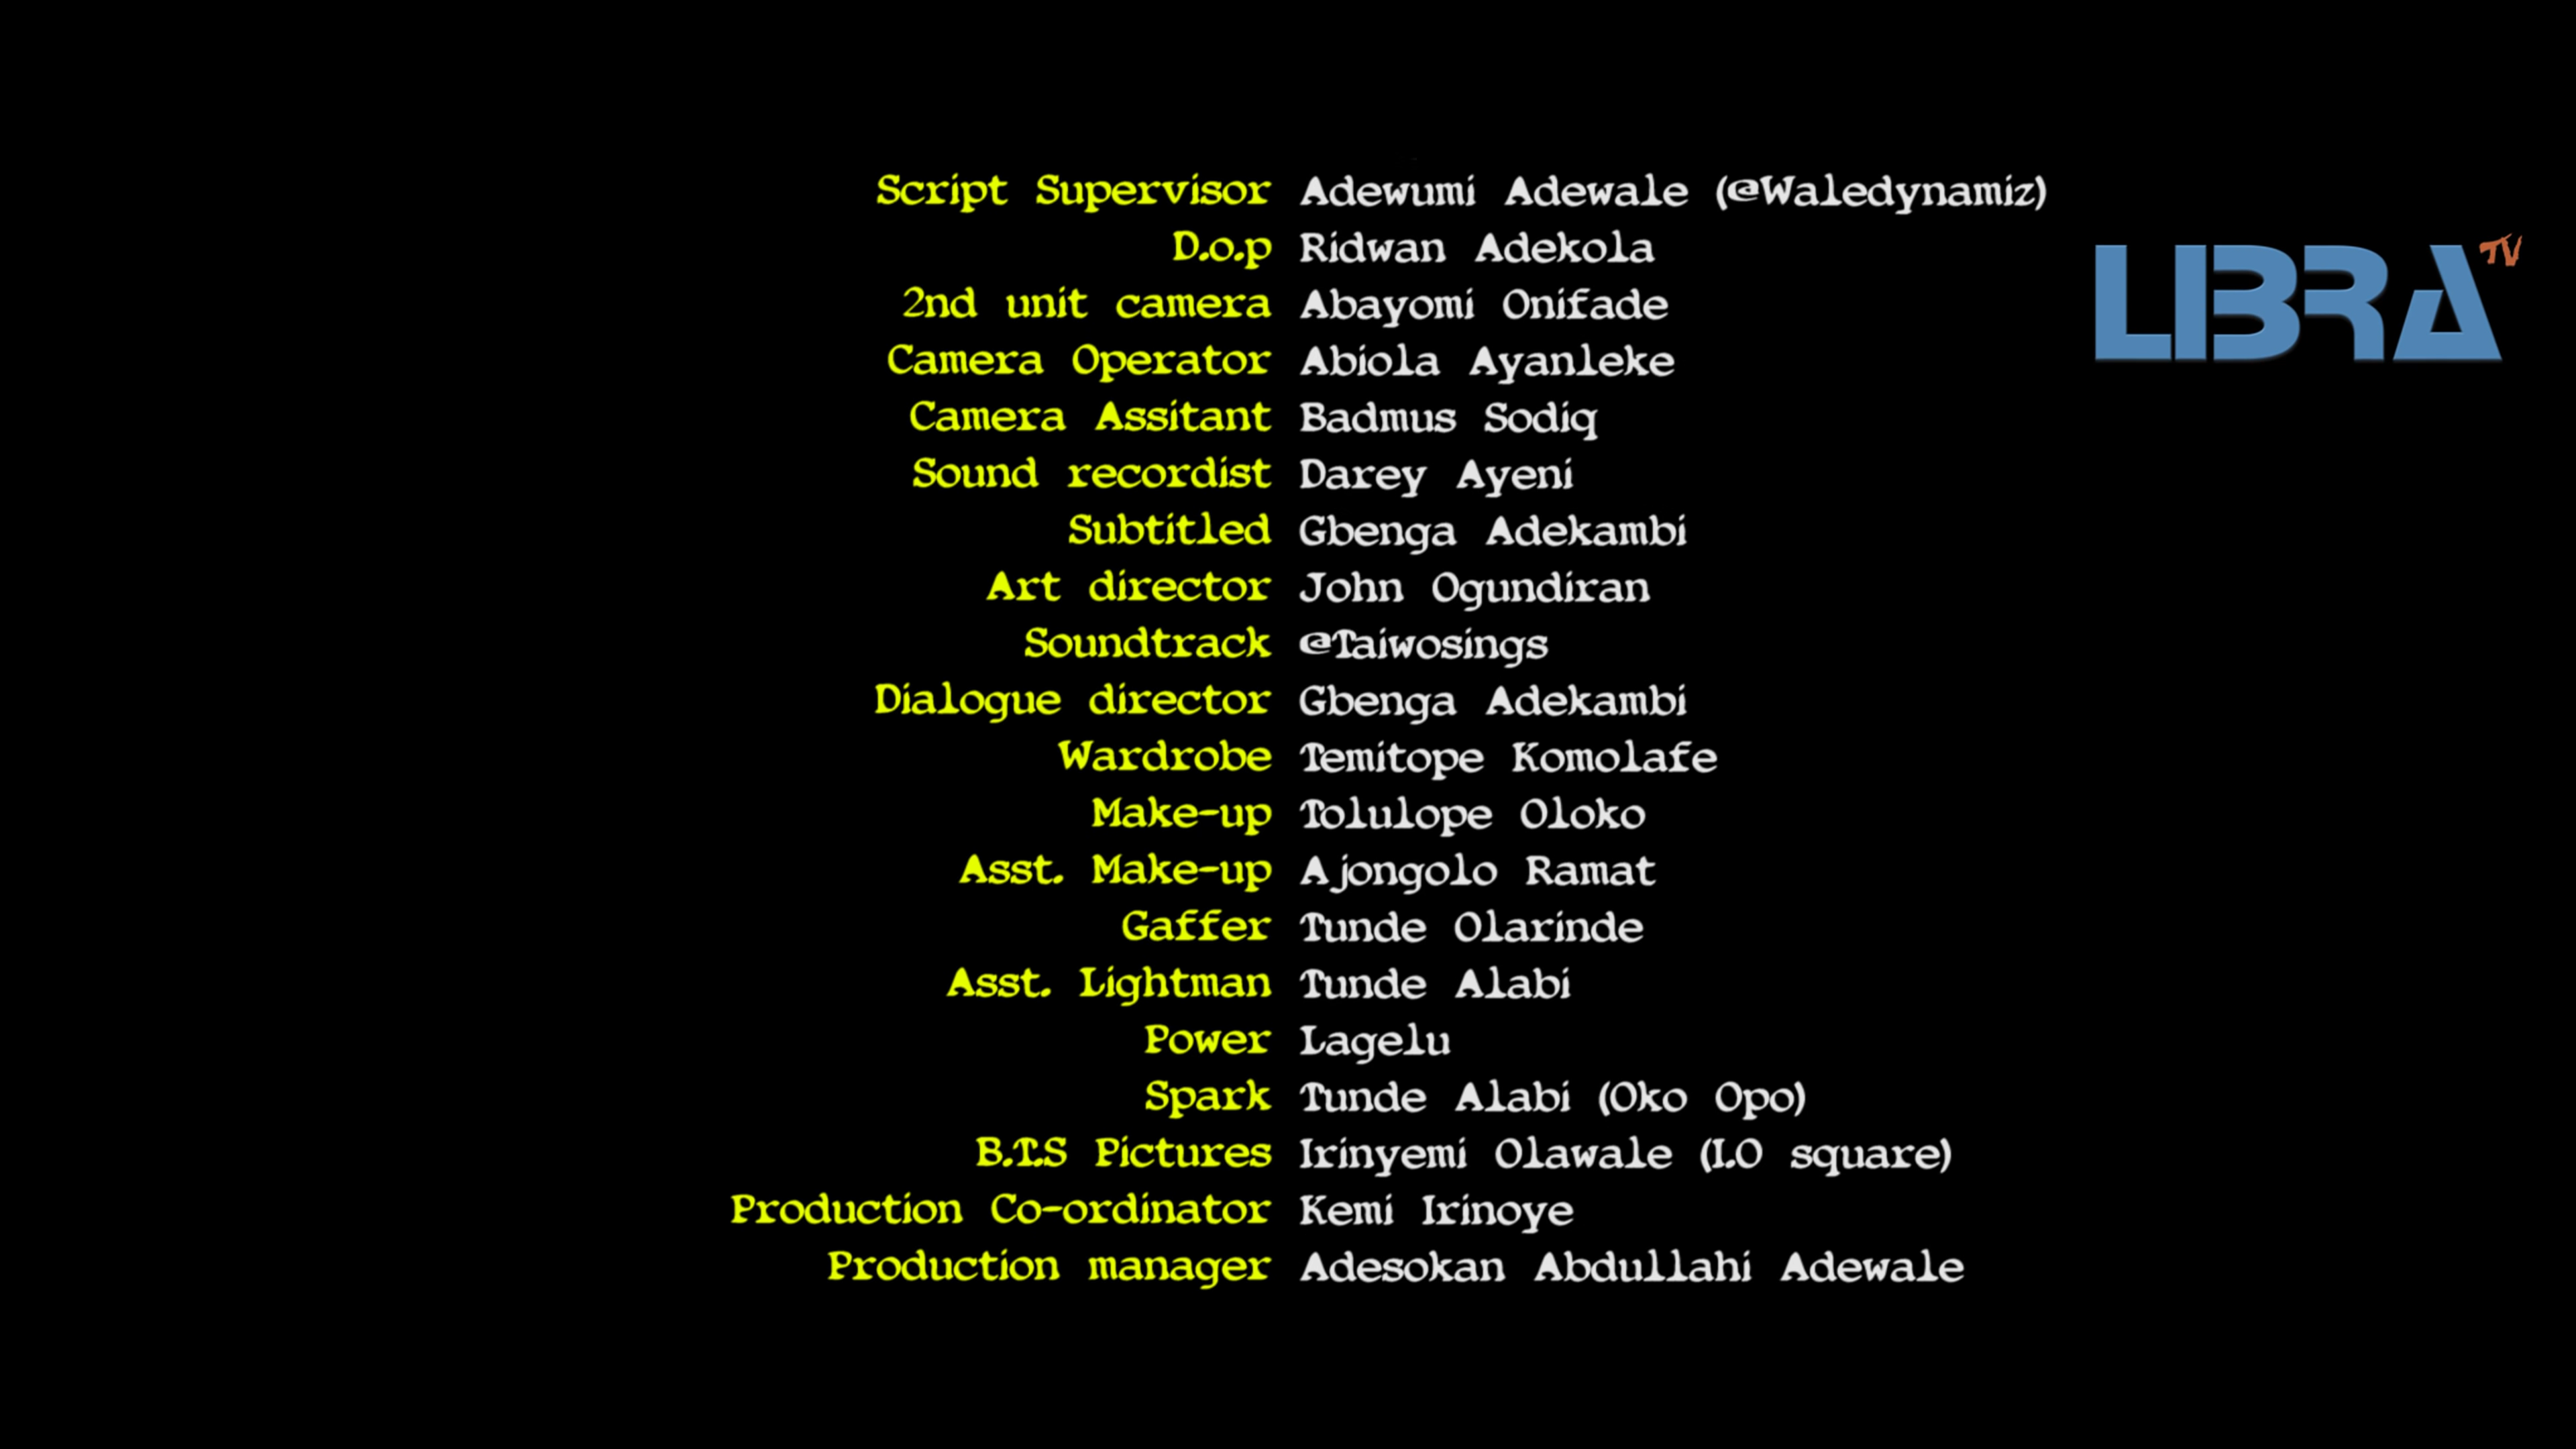 Script Supervisor Adewumi Adewale (@Waledynamiz)
D.o.p Ridwan Adekola
LIBRA TV
2nd unit camera Abayomi Onifade
Camera Operator Abiola Ayanleke
Camera Assitant Badmus Sodiq
Sound recordist Darey Ayeni
Subtitled Gbenga Adekambi
Art director John Ogundiran
Soundtrack @Taiwosings
Dialogue director Gbenga Adekambi
Wardrobe Temitope Komolafe
Make-up Tolulope Oloko
Asst. Make-up Ajongolo Ramat
Gaffer Tunde Olarinde
Asst. Lightman Tunde Alabi
Power Lagelu
Spark Tunde Alabi (Oko Opo)
B.T.S Pictures Irinyemi Olawale (I.O square)
Production Co-ordinator Kemi Irinoye
Production manager Adesokan Abdullahi Adewale